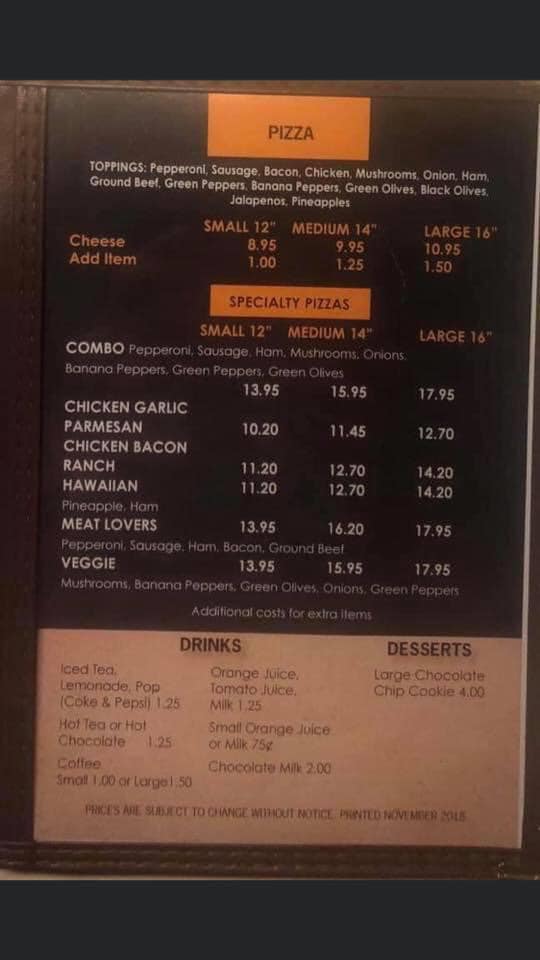 PIZZA
TOPPINGS: Pepperoni, Sausage, Bacon, Chicken, Mushrooms, Onion, Ham,
Ground Beef, Green Peppers, Banana Peppers, Green Olives, Black Olives,
Jalapenos, Pineapples
SMALL 12" MEDIUM 14" LARGE 16"
Cheese 8.95 9.95 10.95
Add Item 1.00 1.25 1.50
SPECIALTY PIZZAS
SMALL 12" MEDIUM 14" LARGE 16"
COMBO Pepperoni, Sausage, Ham, Mushrooms, Onions,
Banana Peppers, Green Peppers, Green Olives
13.95 15.95 17.95
CHICKEN GARLIC
PARMESAN 10.20 11.45 12.70
CHICKEN BACON
RANCH 11.20 12.70 14.20
HAWAIIAN 11.20 12.70 14.20
Pineapple, Ham
MEAT LOVERS 13.95 16.20 17.95
Pepperoni, Sausage, Ham, Bacon, Ground Beef
VEGGIE 13.95 15.95 17.95
Mushrooms, Banana Peppers, Green Olives, Onions, Green Peppers
Additional costs for extra items
DRINKS
Iced Tea,
Lemonade, Pop
(Coke & Pepsi) 1.25
Hot Tea or Hot
Chocolate 1.25
Coffee
Small 1.00 or Large1.50
Orange Juice,
Tomato Juice,
Milk 1.25
Small Orange Juice
or Milk 75¢
Chocolate Milk 2.00
DESSERTS
Large Chocolate
Chip Cookie 4.00
PRICES ARE SUBJECT TO CHANGE WITHOUT NOTICE. PRINTED NOVEMBER 2018